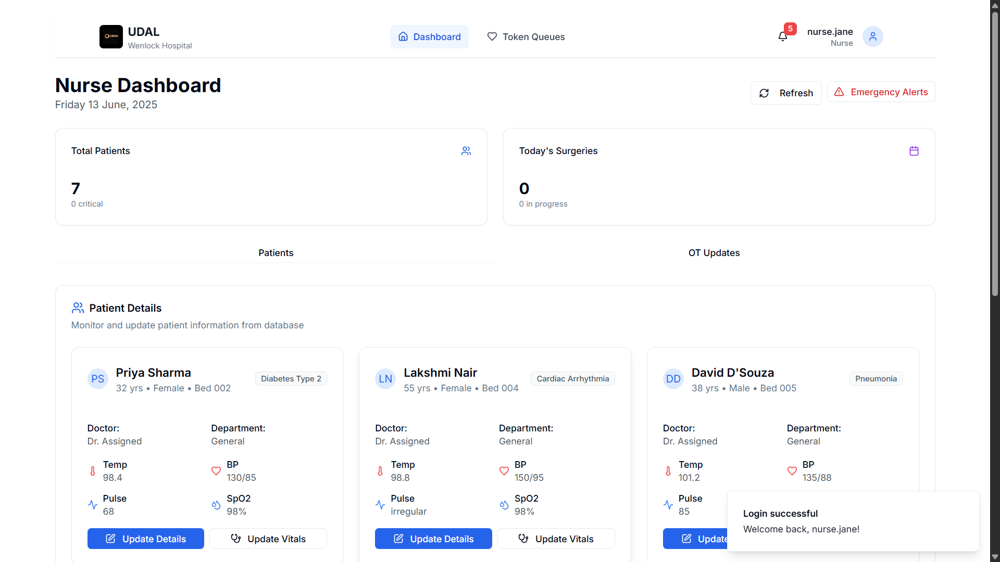 CRPM
UDAL
Wenlock Hospital
Dashboard
Token Queues
5
nurse.jane
Nurse
Nurse Dashboard
Friday 13 June, 2025
Refresh
Emergency Alerts
Total Patients
7
0 critical
Today's Surgeries
0
0 in progress
Patients
OT Updates
Patient Details
Monitor and update patient information from database
PS
Priya Sharma
32 yrs • Female • Bed 002
Diabetes Type 2
Doctor:
Dr. Assigned
Department:
General
Temp
98.4
BP
130/85
Pulse
68
SpO2
98%
Update Details
Update Vitals
LN
Lakshmi Nair
55 yrs • Female • Bed 004
Cardiac Arrhythmia
Doctor:
Dr. Assigned
Department:
General
Temp
98.8
BP
150/95
Pulse
irregular
SpO2
98%
Update Details
Update Vitals
DD
David D'Souza
38 yrs • Male • Bed 005
Pneumonia
Doctor:
Dr. Assigned
Department:
General
Temp
101.2
BP
135/88
Pulse
85
Update
Login successful
Welcome back, nurse.jane!